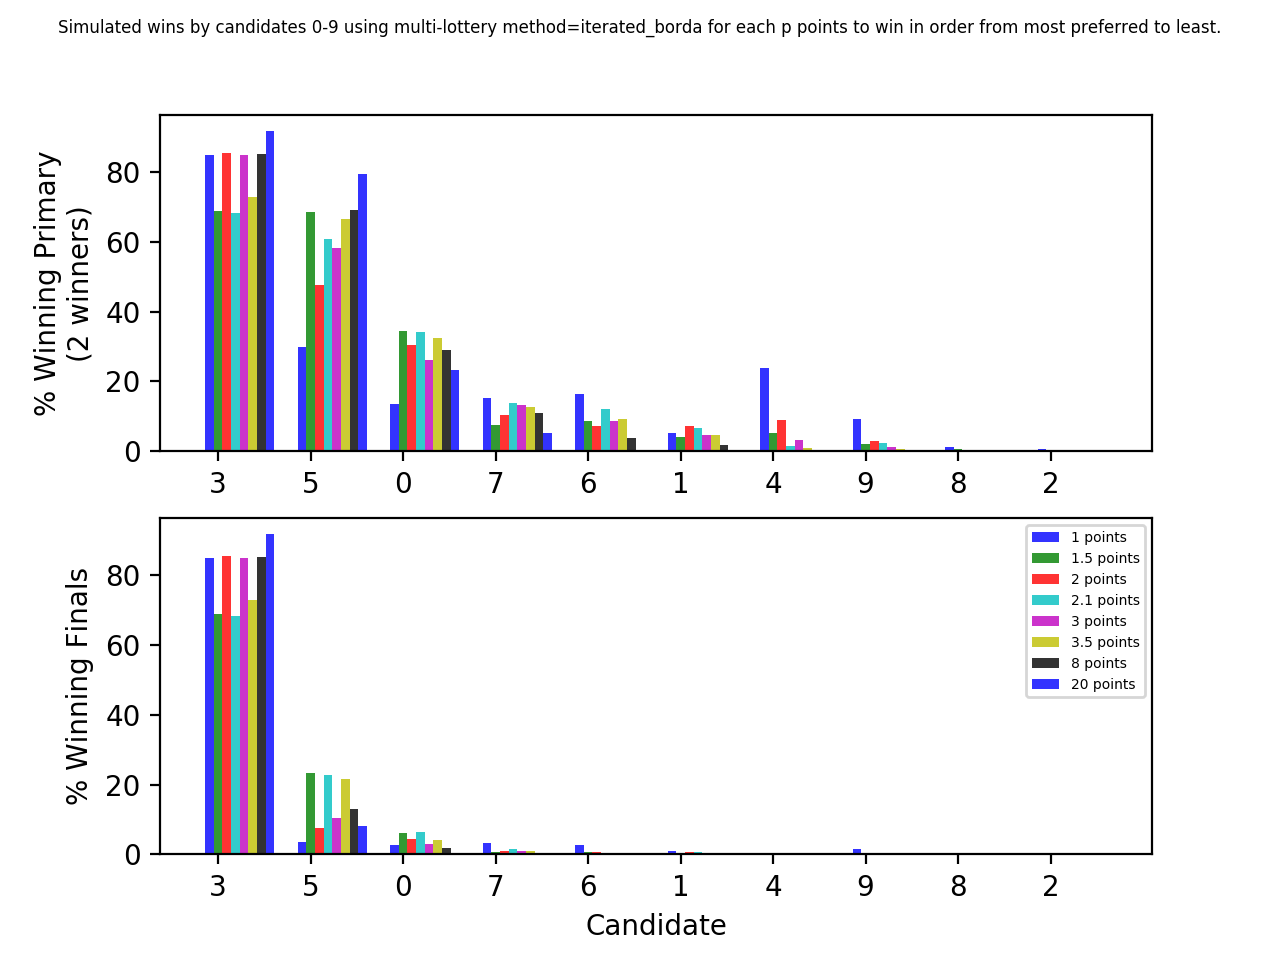 Simulated wins by candidates 0-9 using multi-lottery method=iterated_borda for each p points to win in order from most preferred to least.
% Winning Primary
(2 winners)
80
60
40
20
0
3 5 0 7 6 1 4 9 8 2
% Winning Finals
80
60
40
20
0
1 points
1.5 points
2 points
2.1 points
3 points
3.5 points
8 points
20 points
3 5 0 7 6 1 4 9 8 2
Candidate